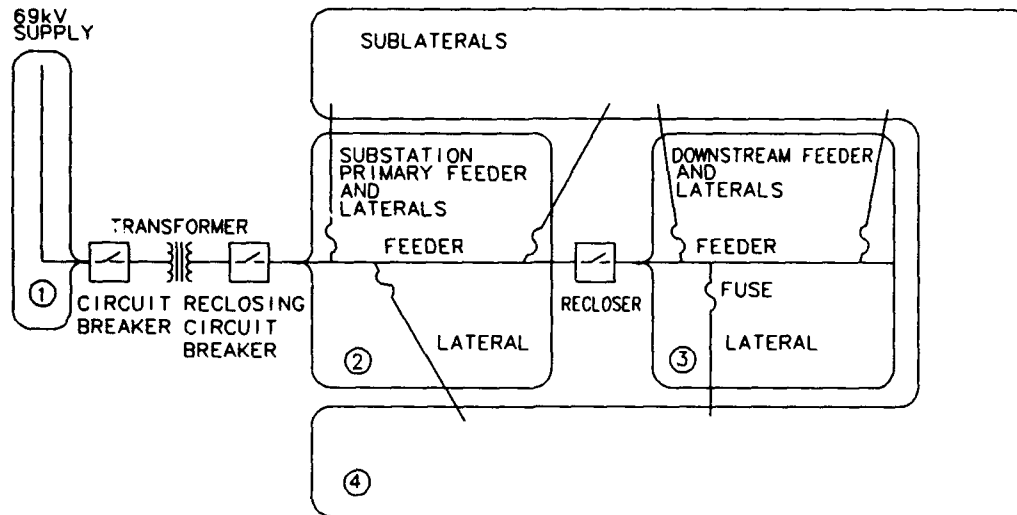 69kV
SUPPLY
SUBLATERALS
SUBSTATION
PRIMARY FEEDER
AND
LATERALS
DOWNSTREAM FEEDER
AND
LATERALS
TRANSFORMER
FEEDER
FEEDER
1
CIRCUIT
BREAKER
RECLOSING
CIRCUIT
BREAKER
RECLOSER
FUSE
LATERAL
LATERAL
2
3
4